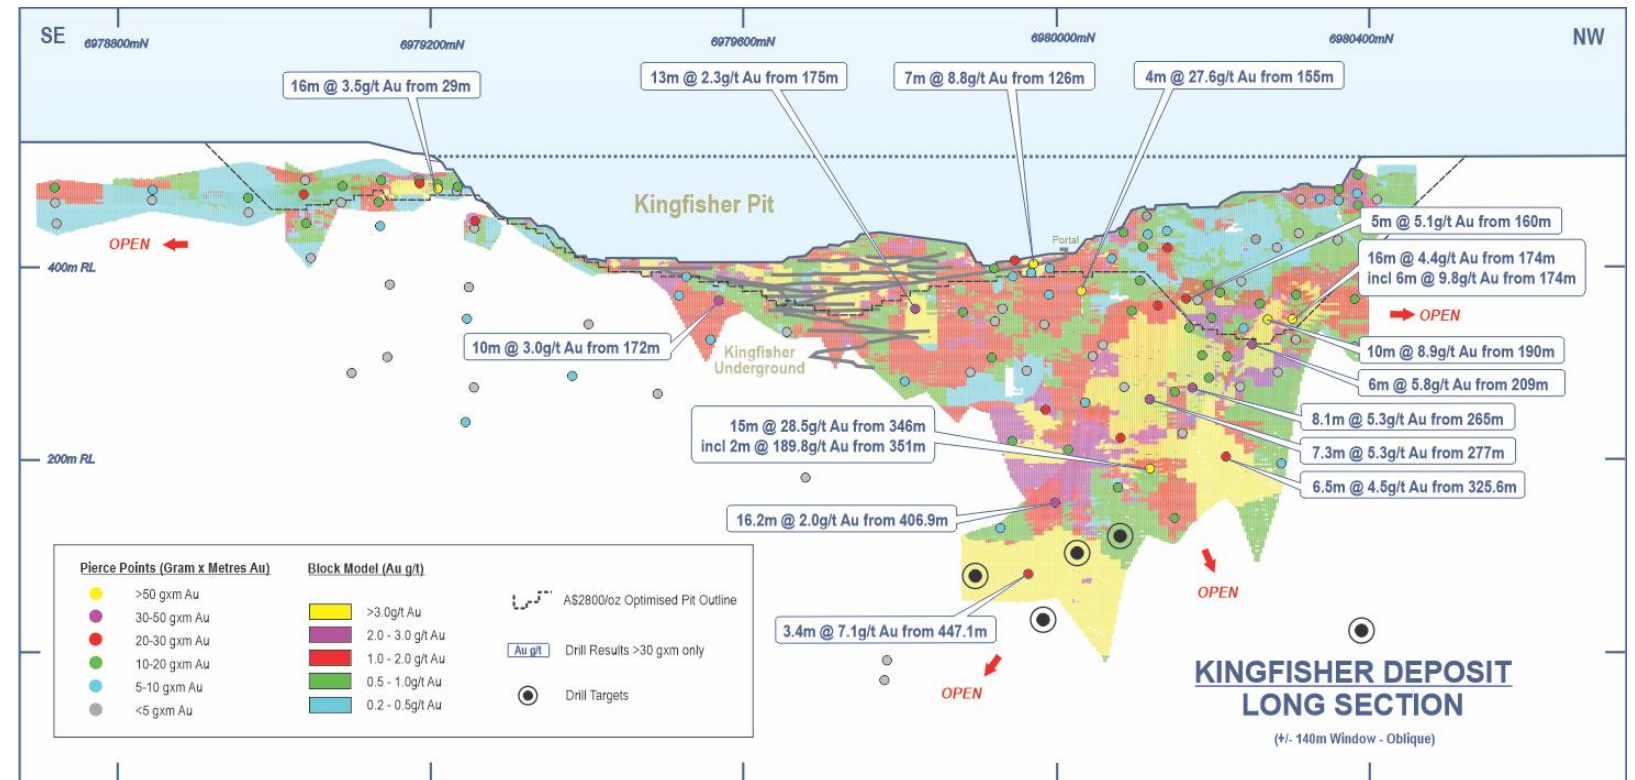 SE
6978800mN
6979200mN
6979600mN
6980000mN
6980400mN
NW
16m @ 3.5g/t Au from 29m
13m @ 2.3g/t Au from 175m
7m @ 8.8g/t Au from 126m
4m @ 27.6g/t Au from 155m
Kingfisher Pit
Portal
5m @ 5.1g/t Au from 160m
OPEN
400m RL
16m @ 4.4g/t Au from 174m
incl 6m @ 9.8g/t Au from 174m
OPEN
10m @ 3.0g/t Au from 172m
Kingfisher
Underground
10m @ 8.9g/t Au from 190m
6m @ 5.8g/t Au from 209m
15m @ 28.5g/t Au from 346m
incl 2m @ 189.8g/t Au from 351m
8.1m @ 5.3g/t Au from 265m
7.3m @ 5.3g/t Au from 277m
200m RL
6.5m @ 4.5g/t Au from 325.6m
16.2m @ 2.0g/t Au from 406.9m
OPEN
3.4m @ 7.1g/t Au from 447.1m
OPEN
Pierce Points (Gram x Metres Au)
>50 gxm Au
30-50 gxm Au
20-30 gxm Au
10-20 gxm Au
5-10 gxm Au
<5 gxm Au
Block Model (Au g/t)
>3.0g/t Au
2.0 - 3.0 g/t Au
1.0 - 2.0 g/t Au
0.5 - 1.0g/t Au
0.2 - 0.5g/t Au
A$2800/oz Optimised Pit Outline
Au g/t
Drill Results >30 gxm only
Drill Targets
KINGFISHER DEPOSIT
LONG SECTION
(+/- 140m Window - Oblique)